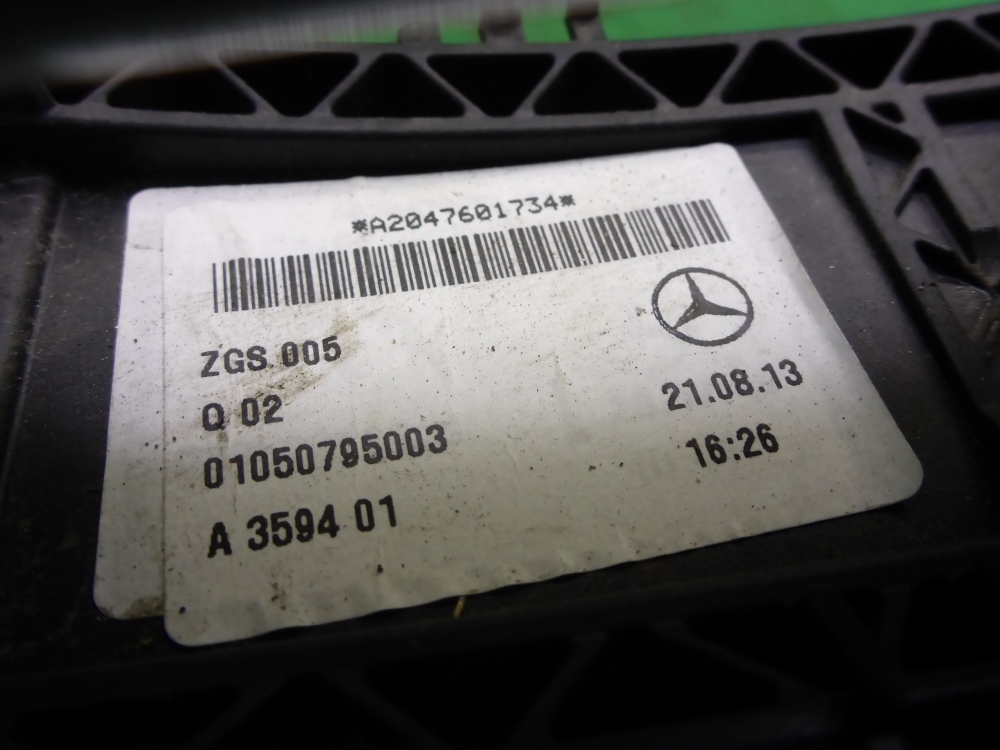 *A2047601734*
ZGS 005
Q 02
21.08.13
01050795003
16:26
A 3594 01